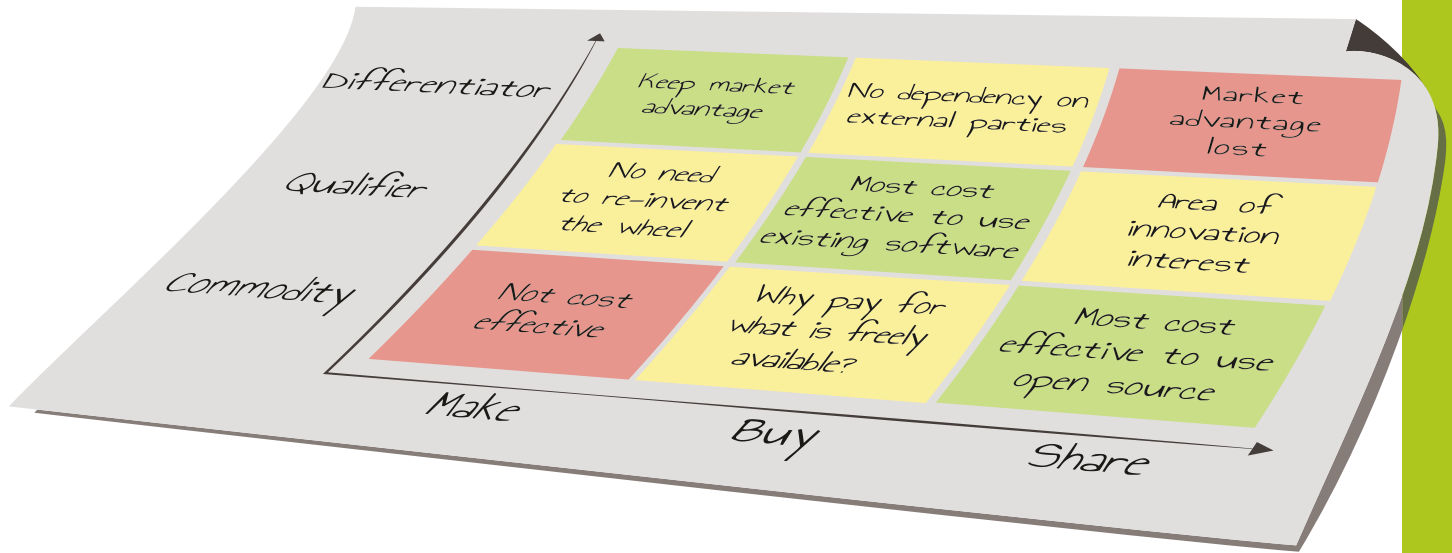 Differentiator
Keep market
advantage
No dependency on
external parties
Market
advantage
lost
Qualifier
No need
to re-invent
the wheel
Most cost
effective to use
existing software
Area of
innovation
interest
Commodity
Not cost
effective
Why pay for
what is freely
available?
Most cost
effective to use
open source
Make
Buy
Share